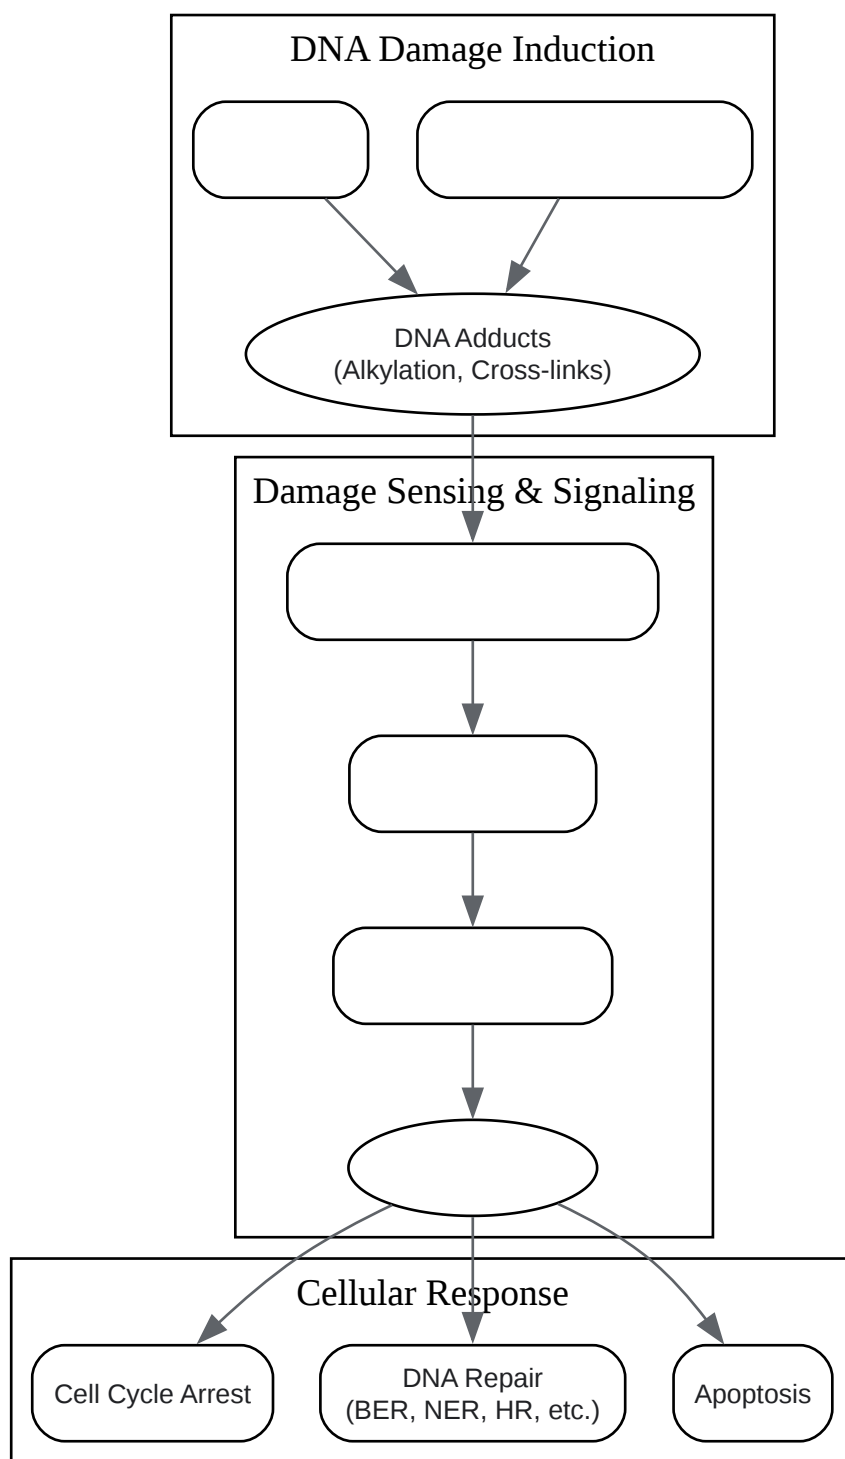 DNA Damage Induction
DNA Adducts
(Alkylation, Cross-links)
Damage Sensing & Signaling
Cellular Response
Cell Cycle Arrest
DNA Repair
(BER, NER, HR, etc.)
Apoptosis